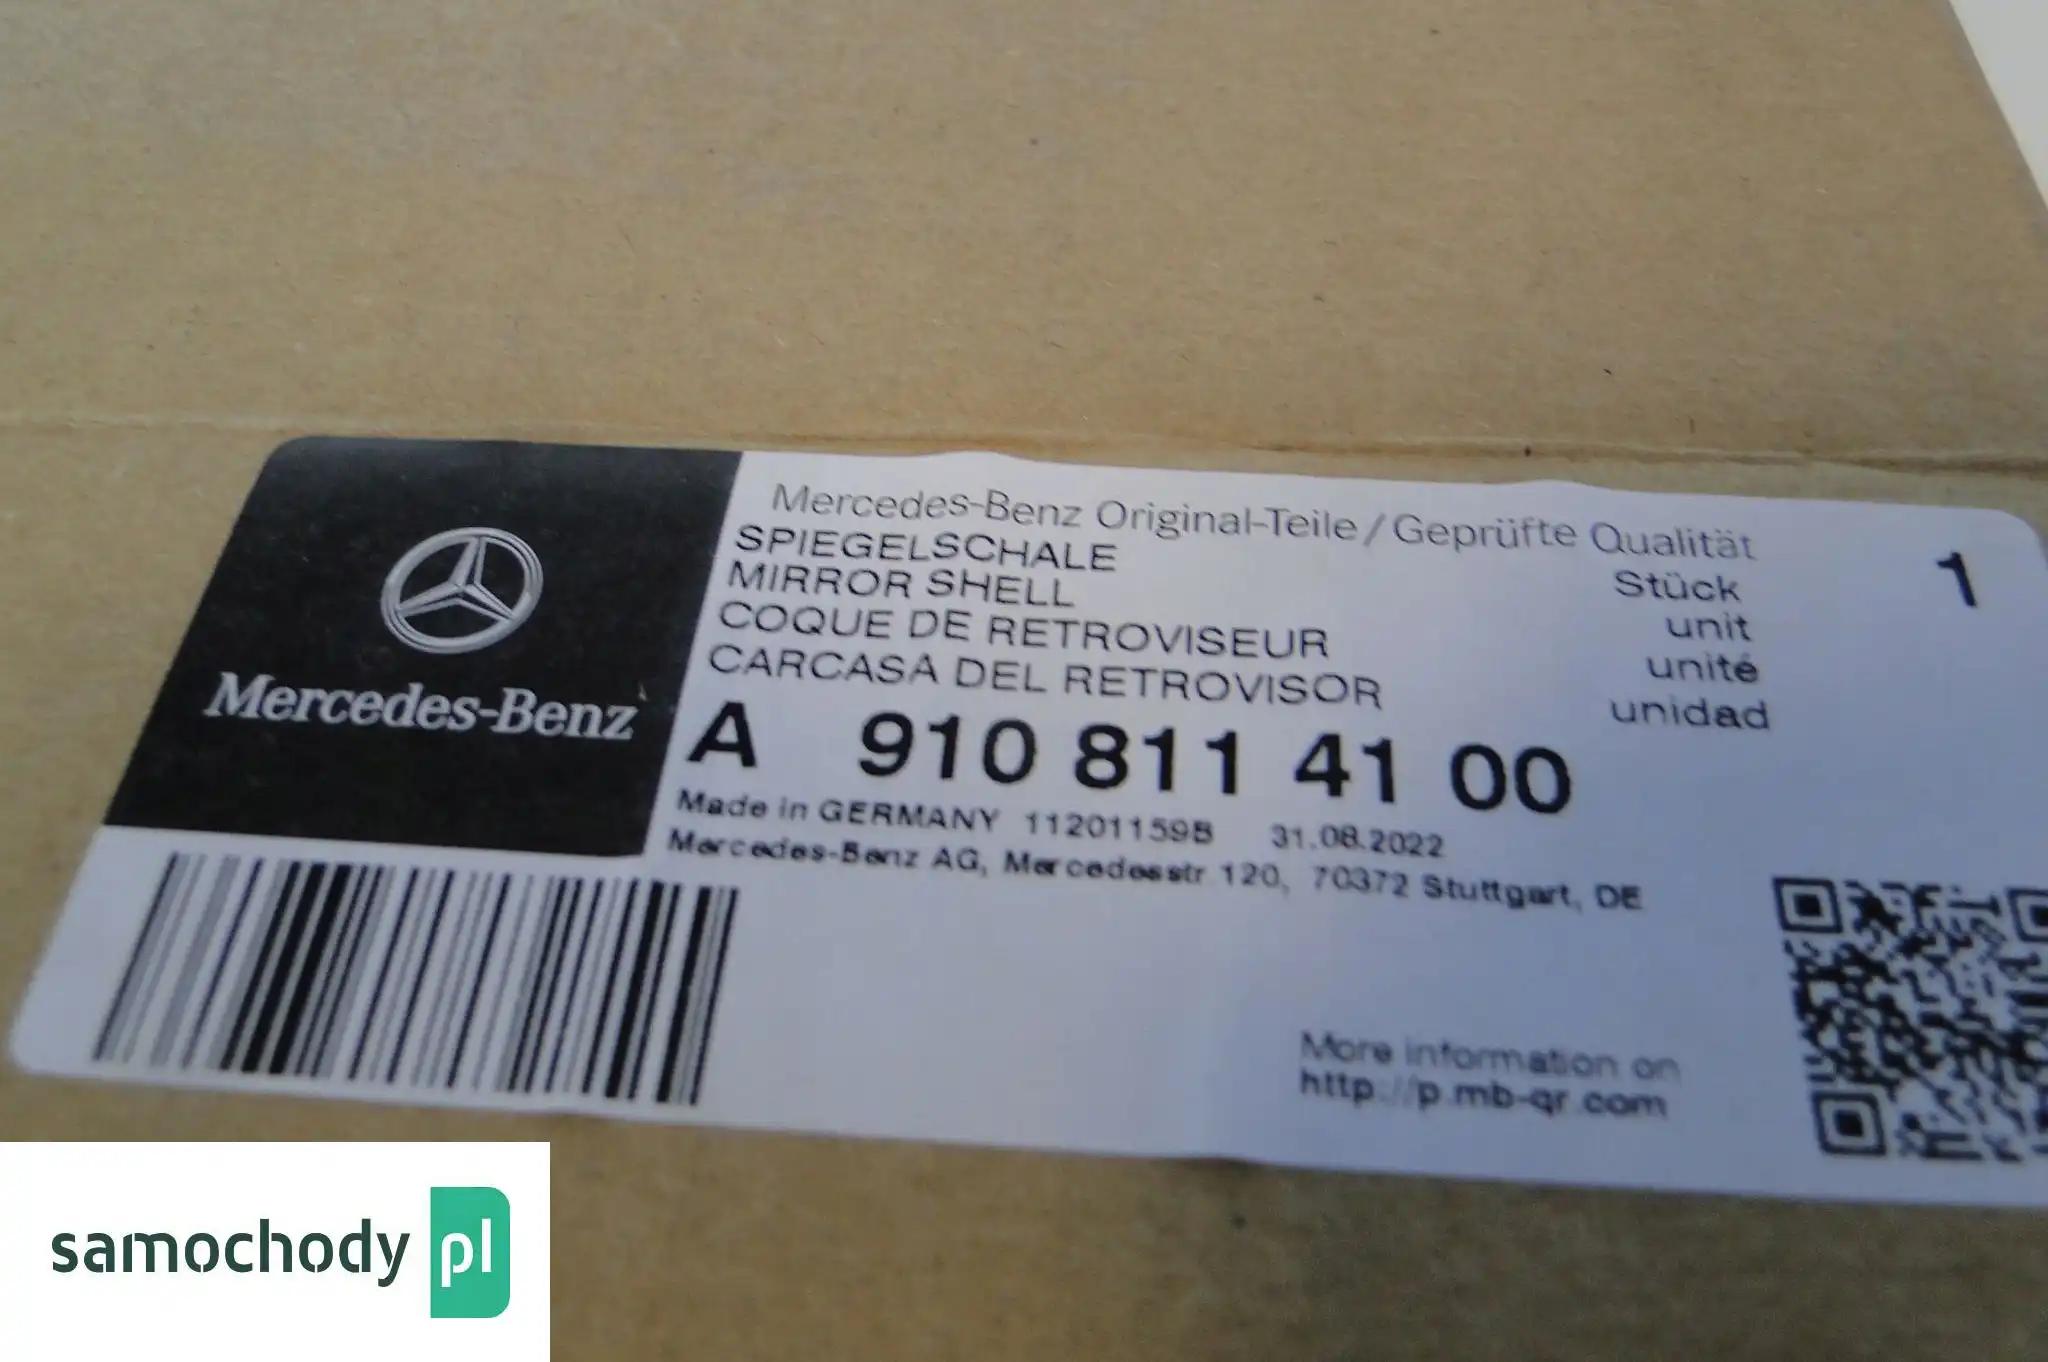 Mercedes-Benz
Mercedes-Benz Original-Teile / Geprüfte Qualität
SPIEGELSCHALE
MIRROR SHELL
COQUE DE RETROVISEUR
CARCASA DEL RETROVISOR
Stück 1
unit
unité
unidad
A 910 811 41 00
Made in GERMANY 11201159B 31.08.2022
Mercedes-Benz AG, Mercedesstr 120, 70372 Stuttgart, DE
More information on
http://p.mb-qr.com
samochody pl